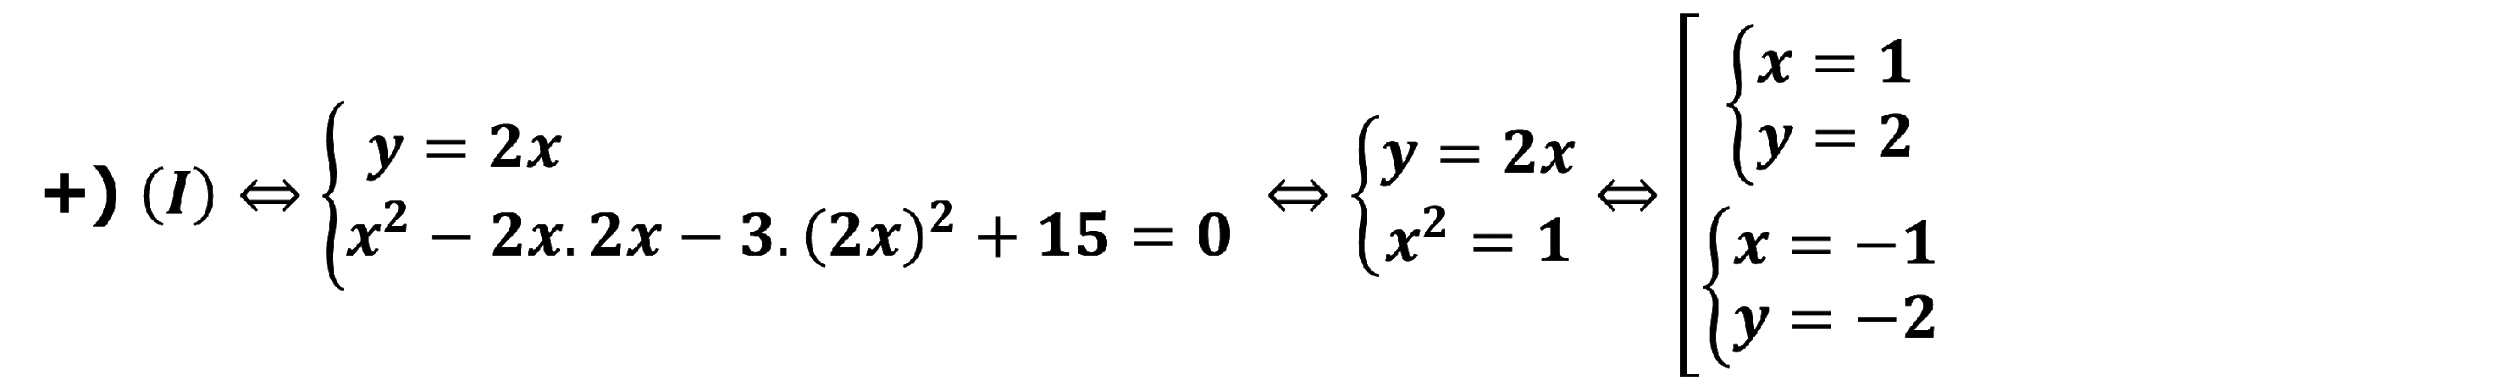 +) (I) ⇔ { y = 2x ; x² − 2x.2x − 3.(2x)² + 15 = 0 ⇔ { y = 2x ; x² = 1 ⇔ [ { x = 1 ; y = 2 ; { x = −1 ; y = −2